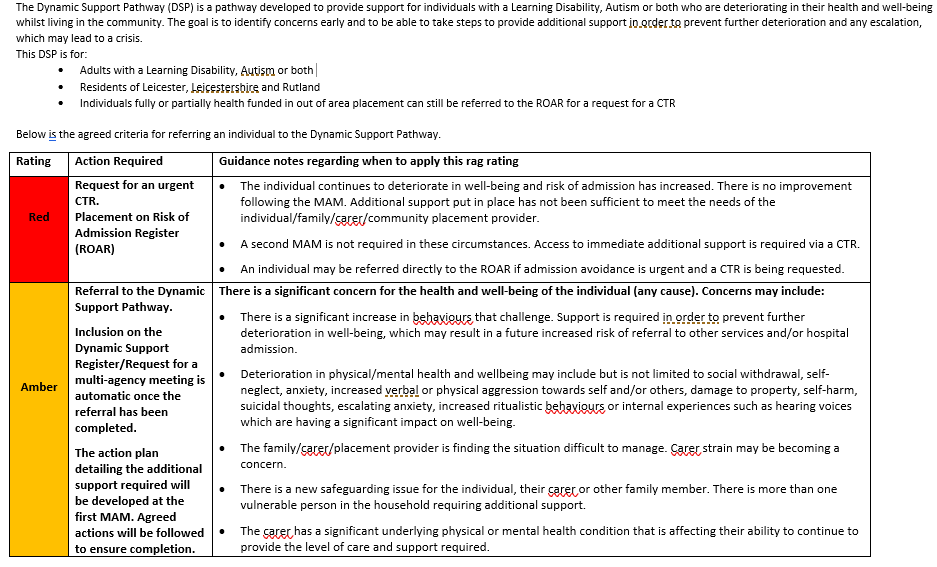 The Dynamic Support Pathway (DSP) is a pathway developed to provide support for individuals with a Learning Disability, Autism or both who are deteriorating in their health and well-being
whilst living in the community. The goal is to identify concerns early and to be able to take steps to provide additional support in order to prevent further deterioration and any escalation,
which may lead to a crisis.
This DSP is for:
• Adults with a Learning Disability, Autism or both
• Residents of Leicester, Leicestershire and Rutland
• Individuals fully or partially health funded in out of area placement can still be referred to the ROAR for a request for a CTR
Below is the agreed criteria for referring an individual to the Dynamic Support Pathway.
Rating
Action Required
Guidance notes regarding when to apply this rag rating
Red
Request for an urgent
CTR.
Placement on Risk of
Admission Register
(ROAR)
• The individual continues to deteriorate in well-being and risk of admission has increased. There is no improvement
following the MAM. Additional support put in place has not been sufficient to meet the needs of the
individual/family/carer/community placement provider.
• A second MAM is not required in these circumstances. Access to immediate additional support is required via a CTR.
• An individual may be referred directly to the ROAR if admission avoidance is urgent and a CTR is being requested.
Amber
Referral to the Dynamic
Support Pathway.
Inclusion on the
Dynamic Support
Register/Request for a
multi-agency meeting is
automatic once the
referral has been
completed.
The action plan
detailing the additional
support required will
be developed at the
first MAM. Agreed
actions will be followed
to ensure completion.
There is a significant concern for the health and well-being of the individual (any cause). Concerns may include:
• There is a significant increase in behaviours that challenge. Support is required in order to prevent further
deterioration in well-being, which may result in a future increased risk of referral to other services and/or hospital
admission.
• Deterioration in physical/mental health and wellbeing may include but is not limited to social withdrawal, self-
neglect, anxiety, increased verbal or physical aggression towards self and/or others, damage to property, self-harm,
suicidal thoughts, escalating anxiety, increased ritualistic behaviours or internal experiences such as hearing voices
which are having a significant impact on well-being.
• The family/carer/placement provider is finding the situation difficult to manage. Carer strain may be becoming a
concern.
• There is a new safeguarding issue for the individual, their carer or other family member. There is more than one
vulnerable person in the household requiring additional support.
• The carer has a significant underlying physical or mental health condition that is affecting their ability to continue to
provide the level of care and support required.